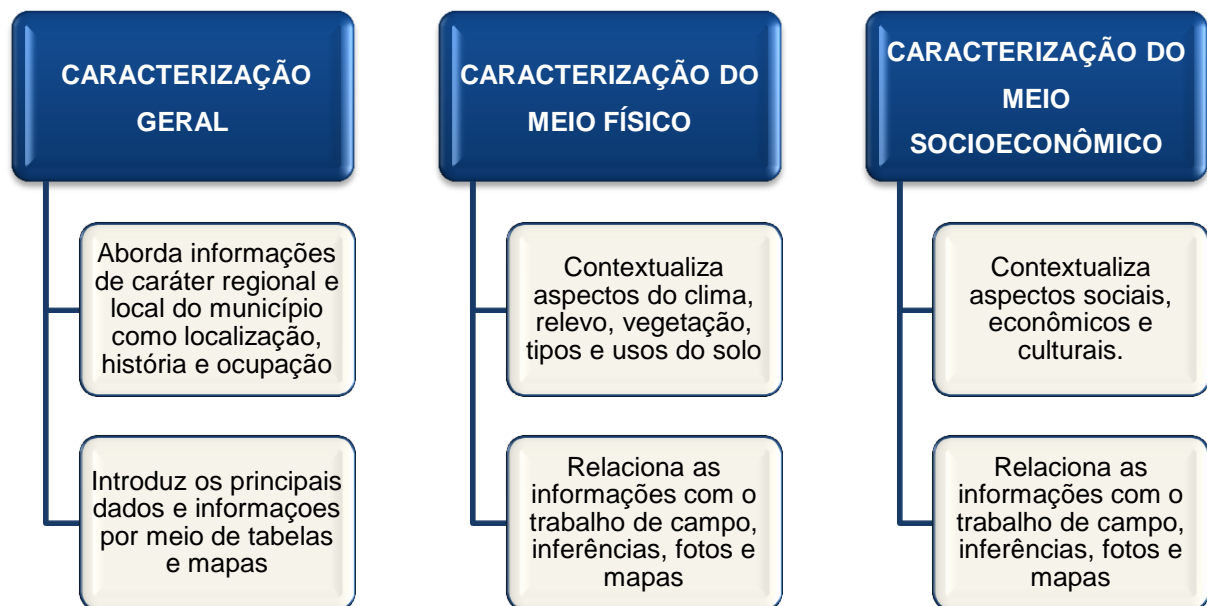 CARACTERIZAÇÃO
GERAL
Aborda informações
de caráter regional e
local do município
como localização,
história e ocupação
Introduz os principais
dados e informaçoes
por meio de tabelas
e mapas
CARACTERIZAÇÃO DO
MEIO FÍSICO
Contextualiza
aspectos do clima,
relevo, vegetação,
tipos e usos do solo
Relaciona as
informações com o
trabalho de campo,
inferências, fotos e
mapas
CARACTERIZAÇÃO DO
MEIO
SOCIOECONÔMICO
Contextualiza
aspectos sociais,
econômicos e
culturais.
Relaciona as
informações com o
trabalho de campo,
inferências, fotos e
mapas